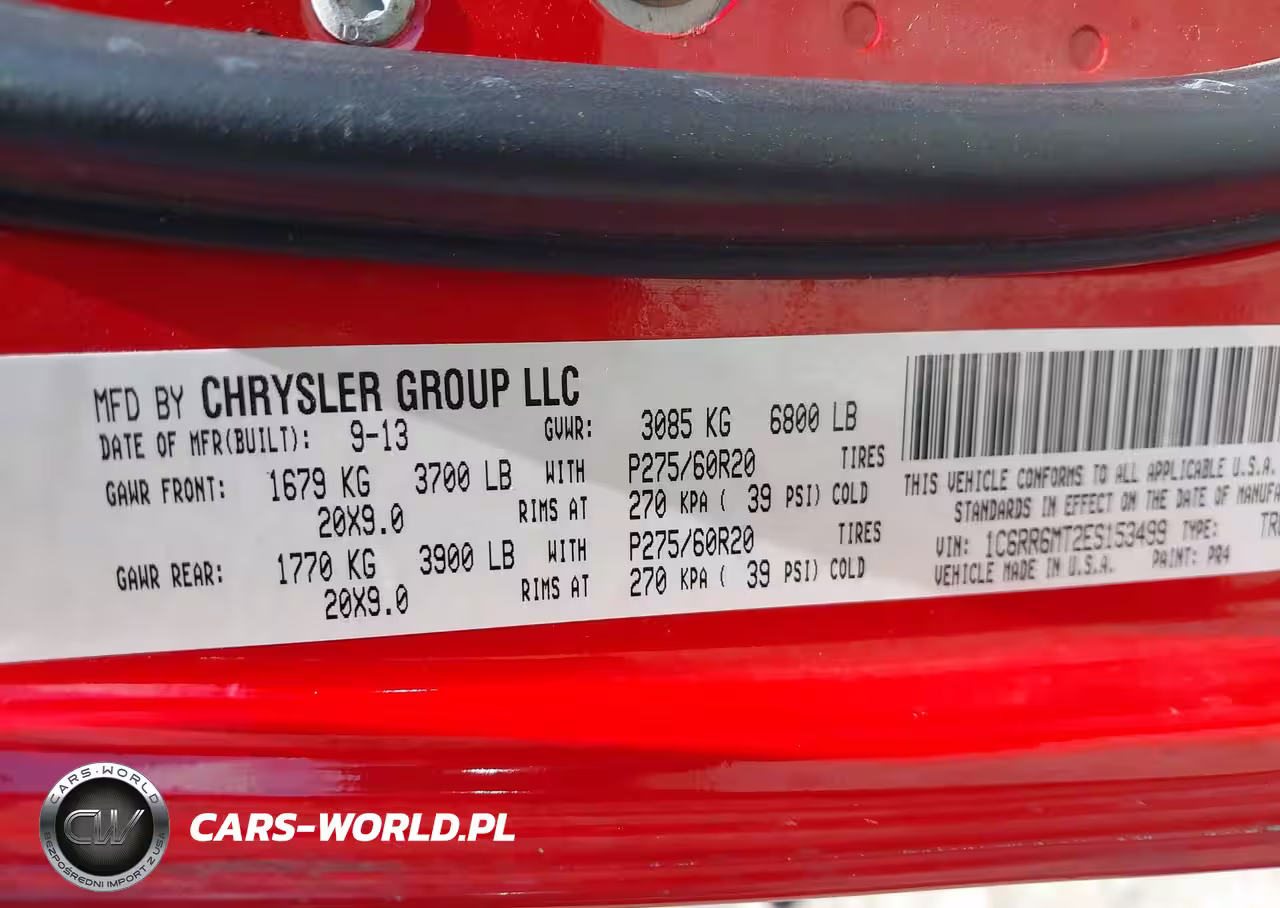 MFD BY CHRYSLER GROUP LLC
DATE OF MFR(BUILT): 9-13 GVWR: 3085 KG 6800 LB
GAWR FRONT: 1679 KG 3700 LB WITH P275/60R20 TIRES
20X9.0 RIMS AT 270 KPA ( 39 PSI) COLD
GAWR REAR: 1770 KG 3900 LB WITH P275/60R20 TIRES
20X9.0 RIMS AT 270 KPA ( 39 PSI) COLD
THIS VEHICLE CONFORMS TO ALL APPLICABLE U.S.A.
STANDARDS IN EFFECT ON THE DATE OF
VIN: 1C6RR6MT2ES153499 TYPE:
VEHICLE MADE IN U.S.A. PAINT: PR4
CARS-WORLD
CW
BEZPOŚREDNI IMPORT Z USA
CARS-WORLD.PL